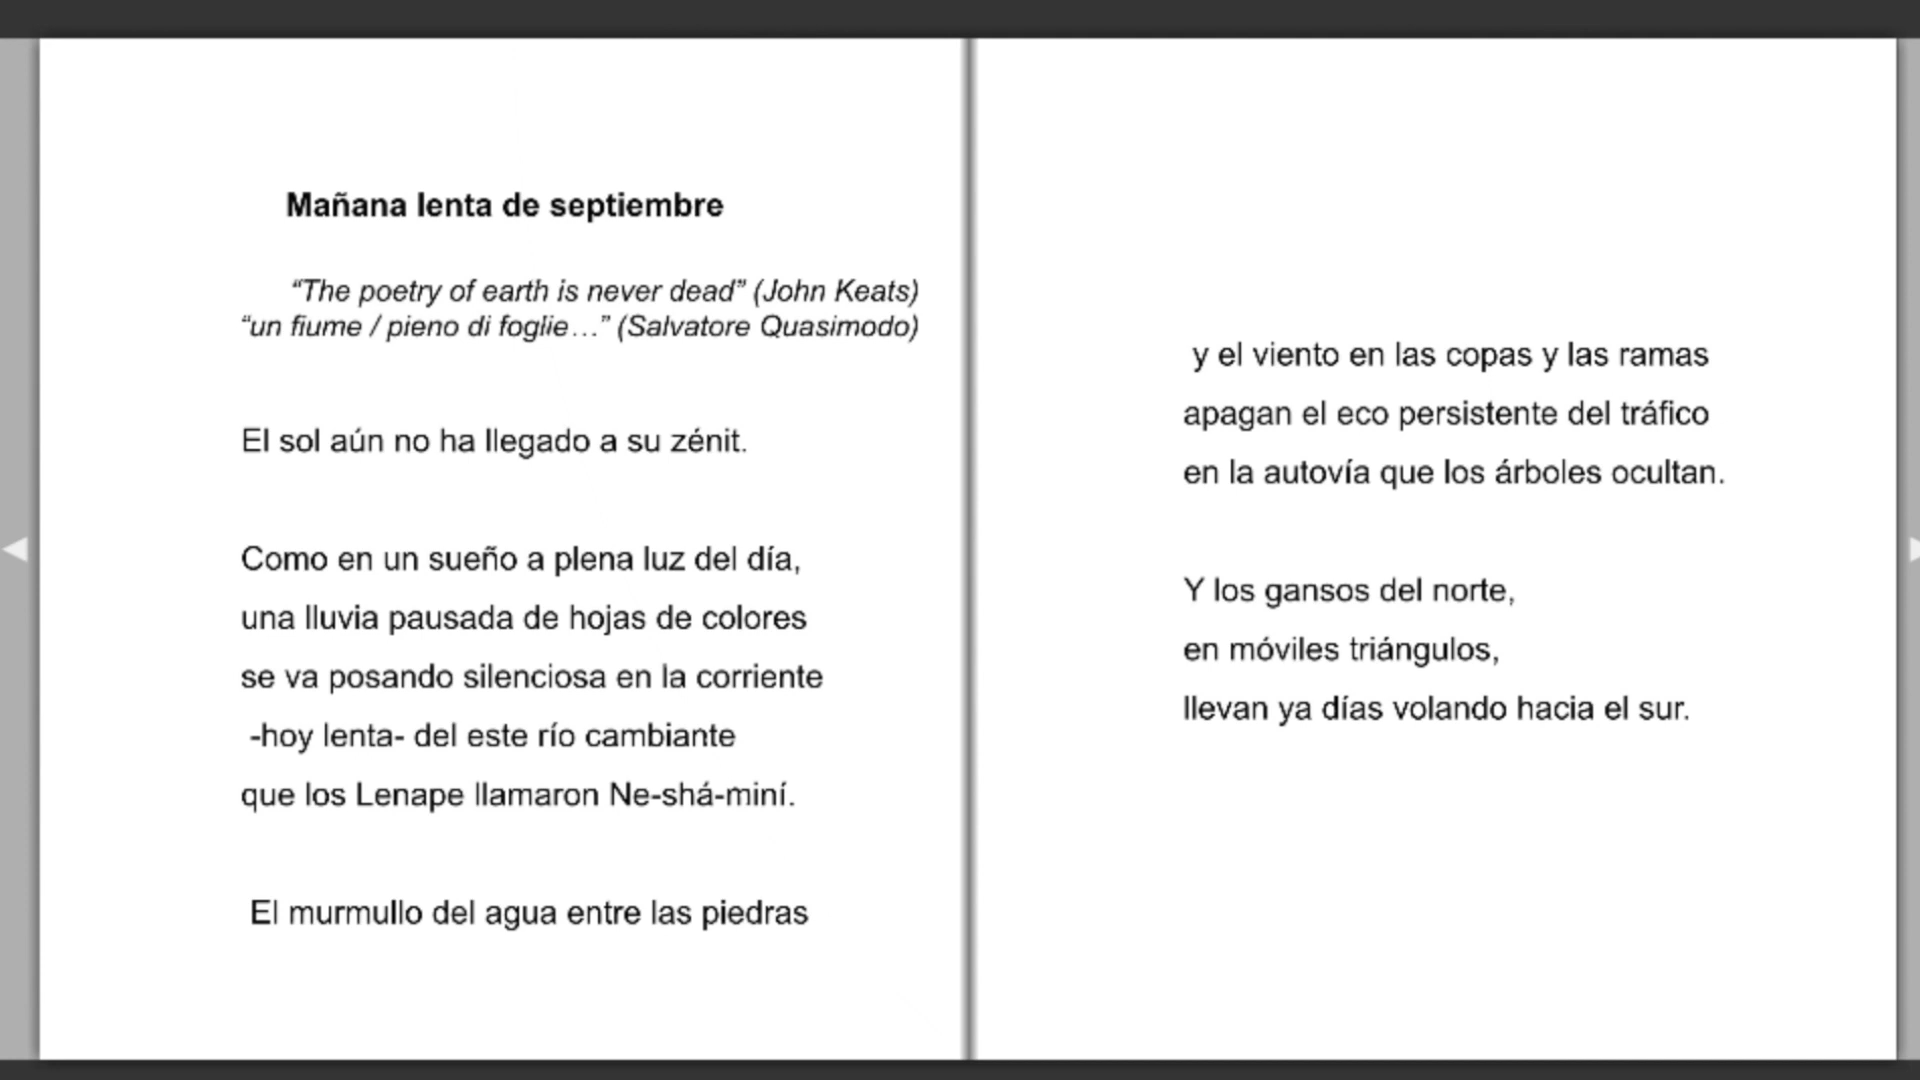 Mañana lenta de septiembre
“The poetry of earth is never dead” (John Keats)
“un fiume / pieno di foglie…” (Salvatore Quasimodo)
El sol aún no ha llegado a su zénit.
Como en un sueño a plena luz del día,
una lluvia pausada de hojas de colores
se va posando silenciosa en la corriente
-hoy lenta- del este río cambiante
que los Lenape llamaron Ne-shá-miní.
El murmullo del agua entre las piedras
y el viento en las copas y las ramas
apagan el eco persistente del tráfico
en la autovía que los árboles ocultan.
Y los gansos del norte,
en móviles triángulos,
llevan ya días volando hacia el sur.